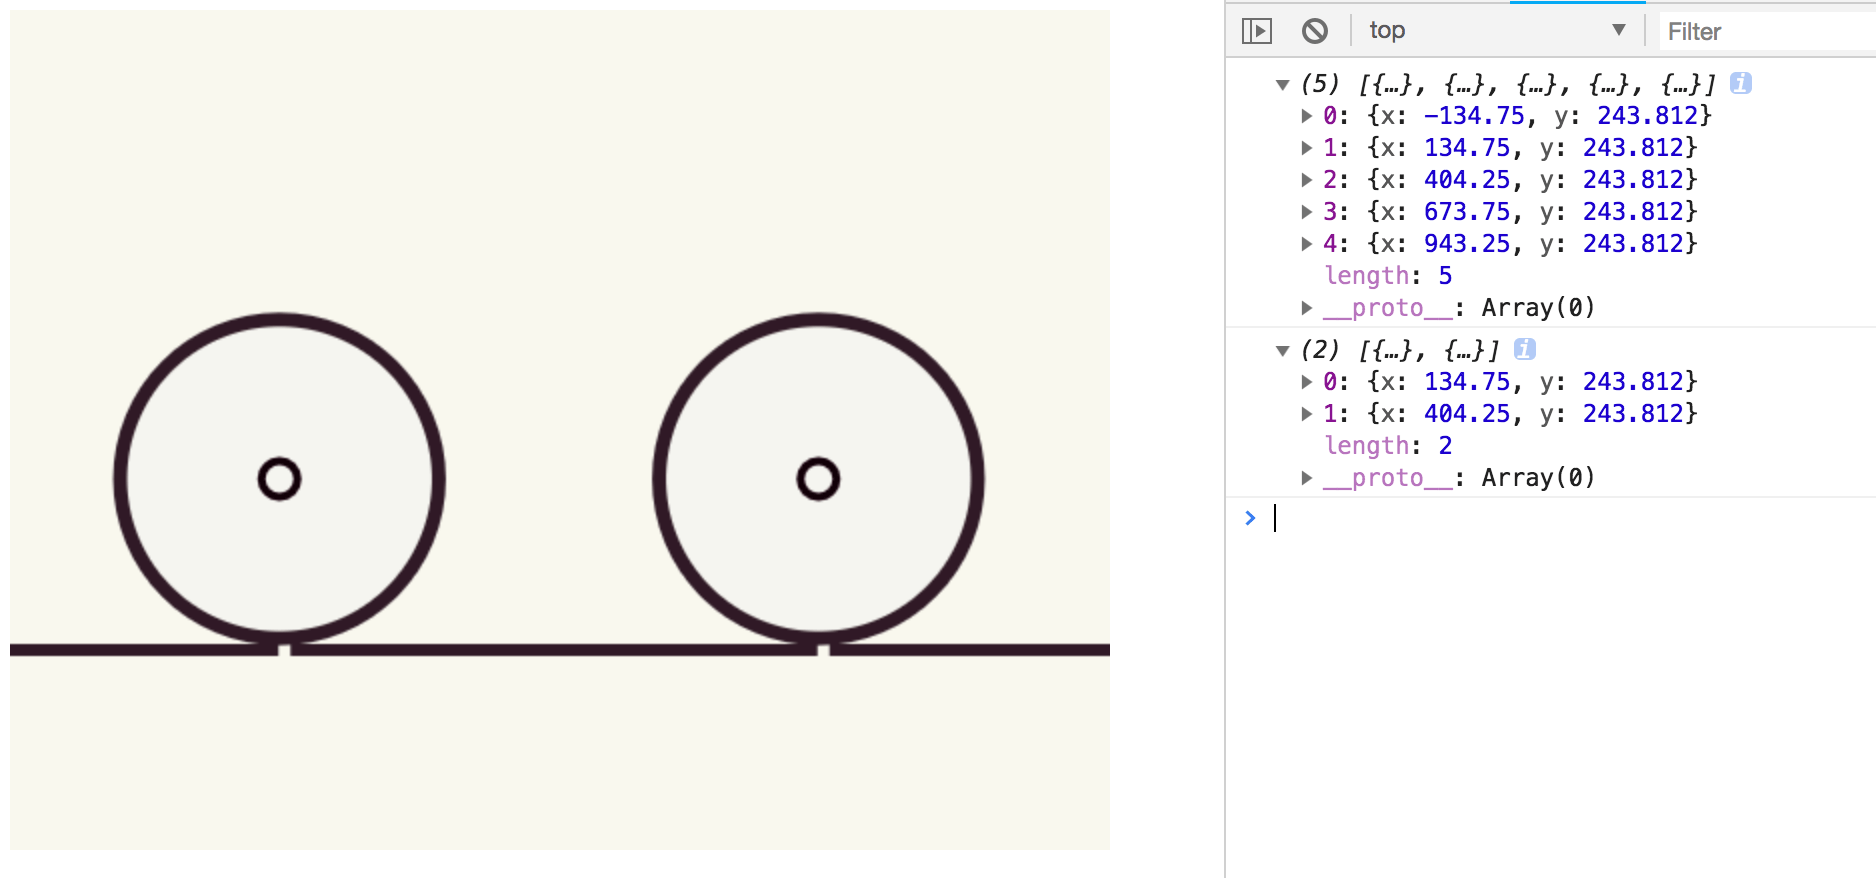 top ▼ Filter
▼ (5) [{…}, {…}, {…}, {…}, {…}] i
▶ 0: {x: -134.75, y: 243.812}
▶ 1: {x: 134.75, y: 243.812}
▶ 2: {x: 404.25, y: 243.812}
▶ 3: {x: 673.75, y: 243.812}
▶ 4: {x: 943.25, y: 243.812}
length: 5
▶ __proto__: Array(0)
▼ (2) [{…}, {…}] i
▶ 0: {x: 134.75, y: 243.812}
▶ 1: {x: 404.25, y: 243.812}
length: 2
▶ __proto__: Array(0)
>